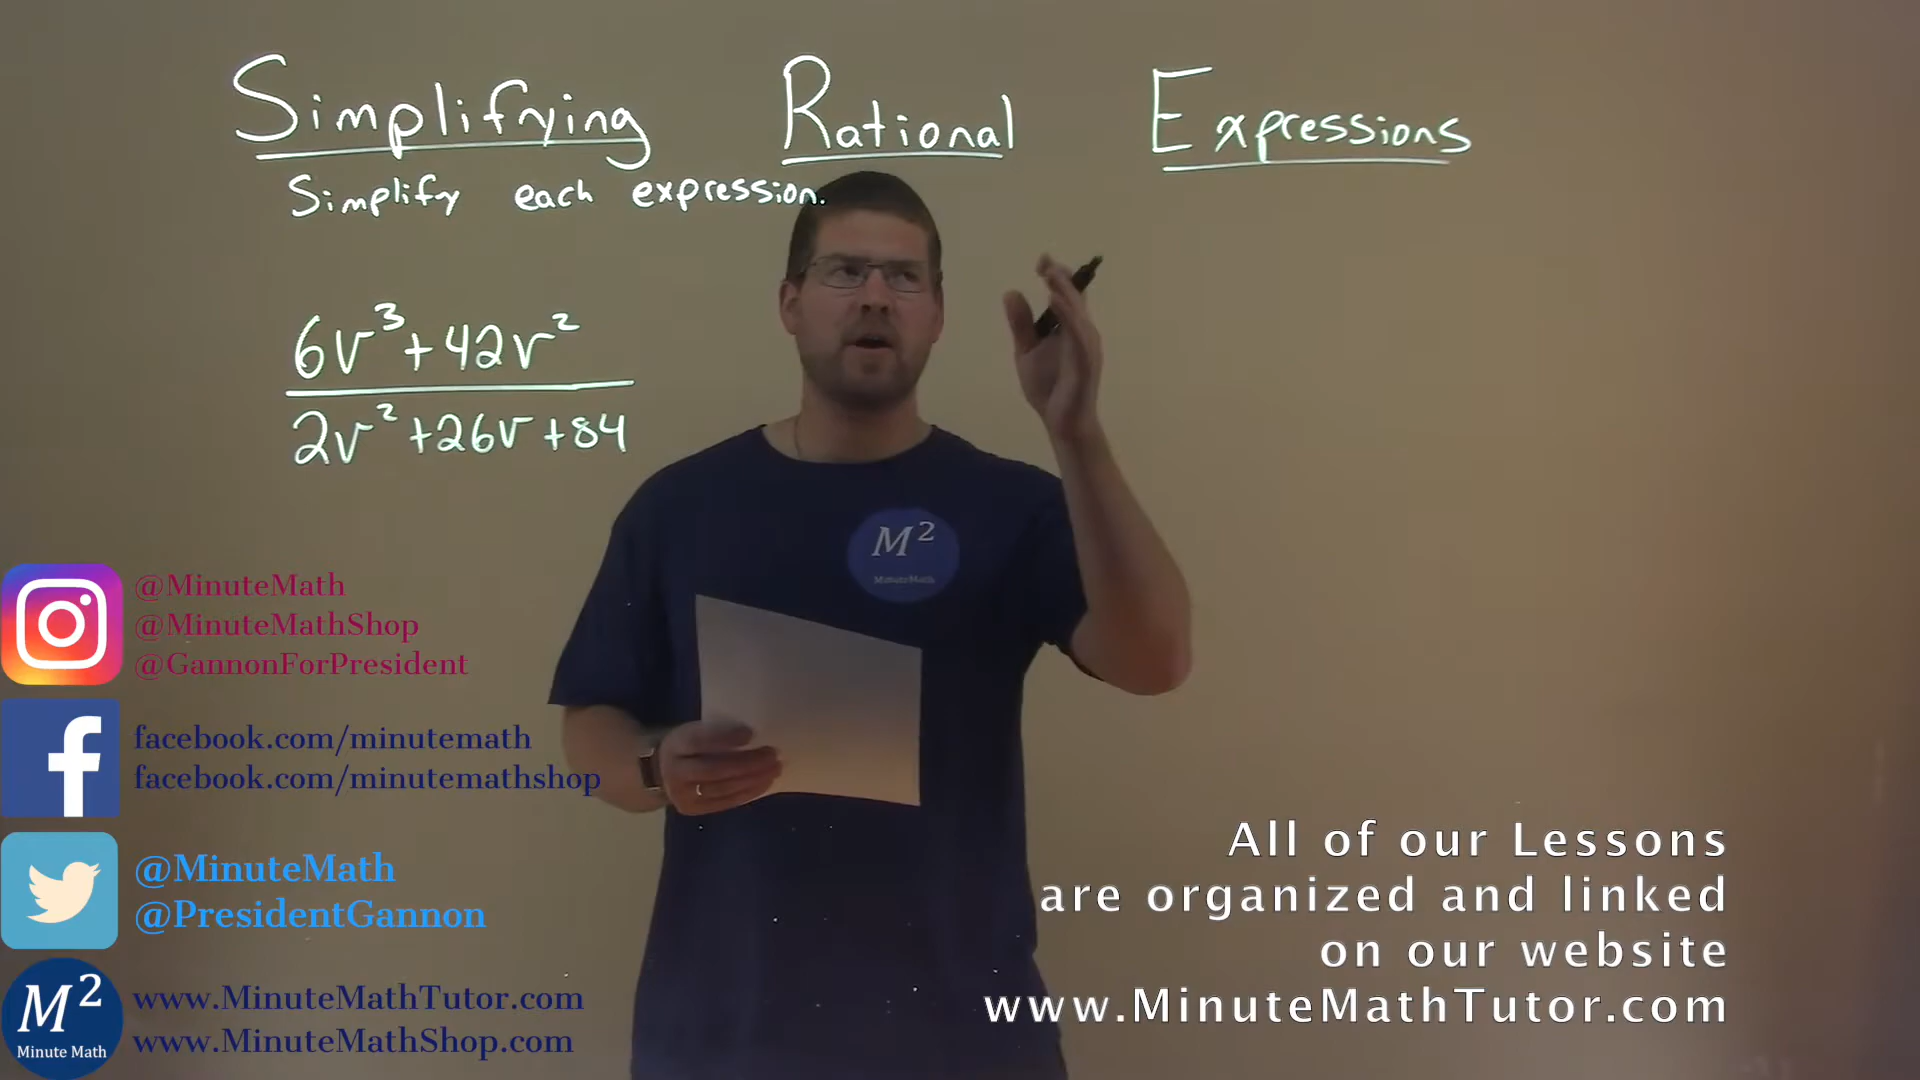 Simplifying Rational Expressions
Simplify each expression.
6v³+42v²
2v²+26v+84
M²
MinuteMath
@MinuteMath
@MinuteMathShop
@GannonForPresident
facebook.com/minutemath
facebook.com/minutemathshop
@MinuteMath
@PresidentGannon
M²
Minute Math
www.MinuteMathTutor.com
www.MinuteMathShop.com
All of our Lessons
are organized and linked
on our website
www.MinuteMathTutor.com